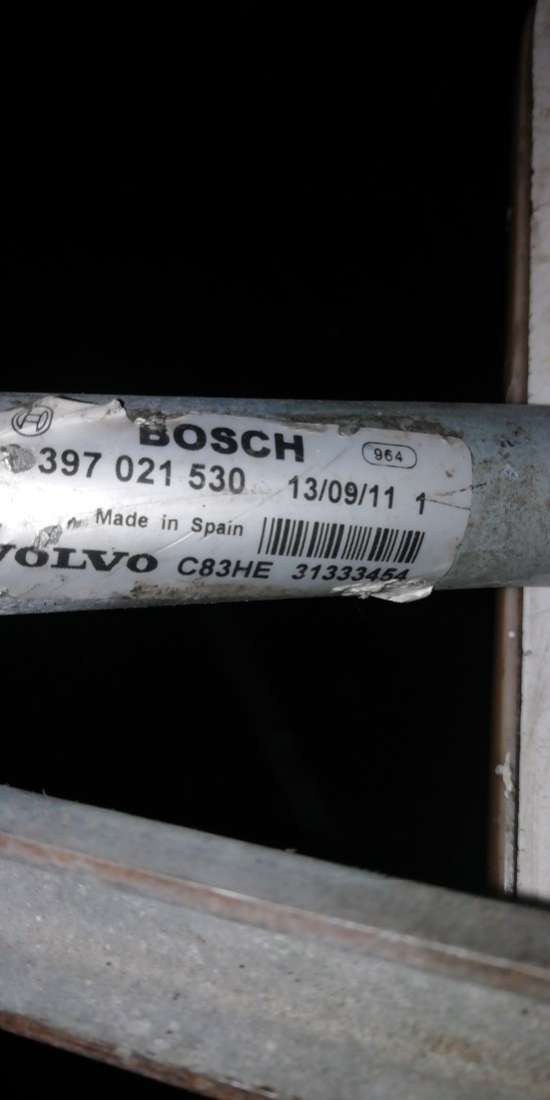 BOSCH 964
397 021 530 13/09/11 1
Made in Spain
VOLVO C83HE 31333454